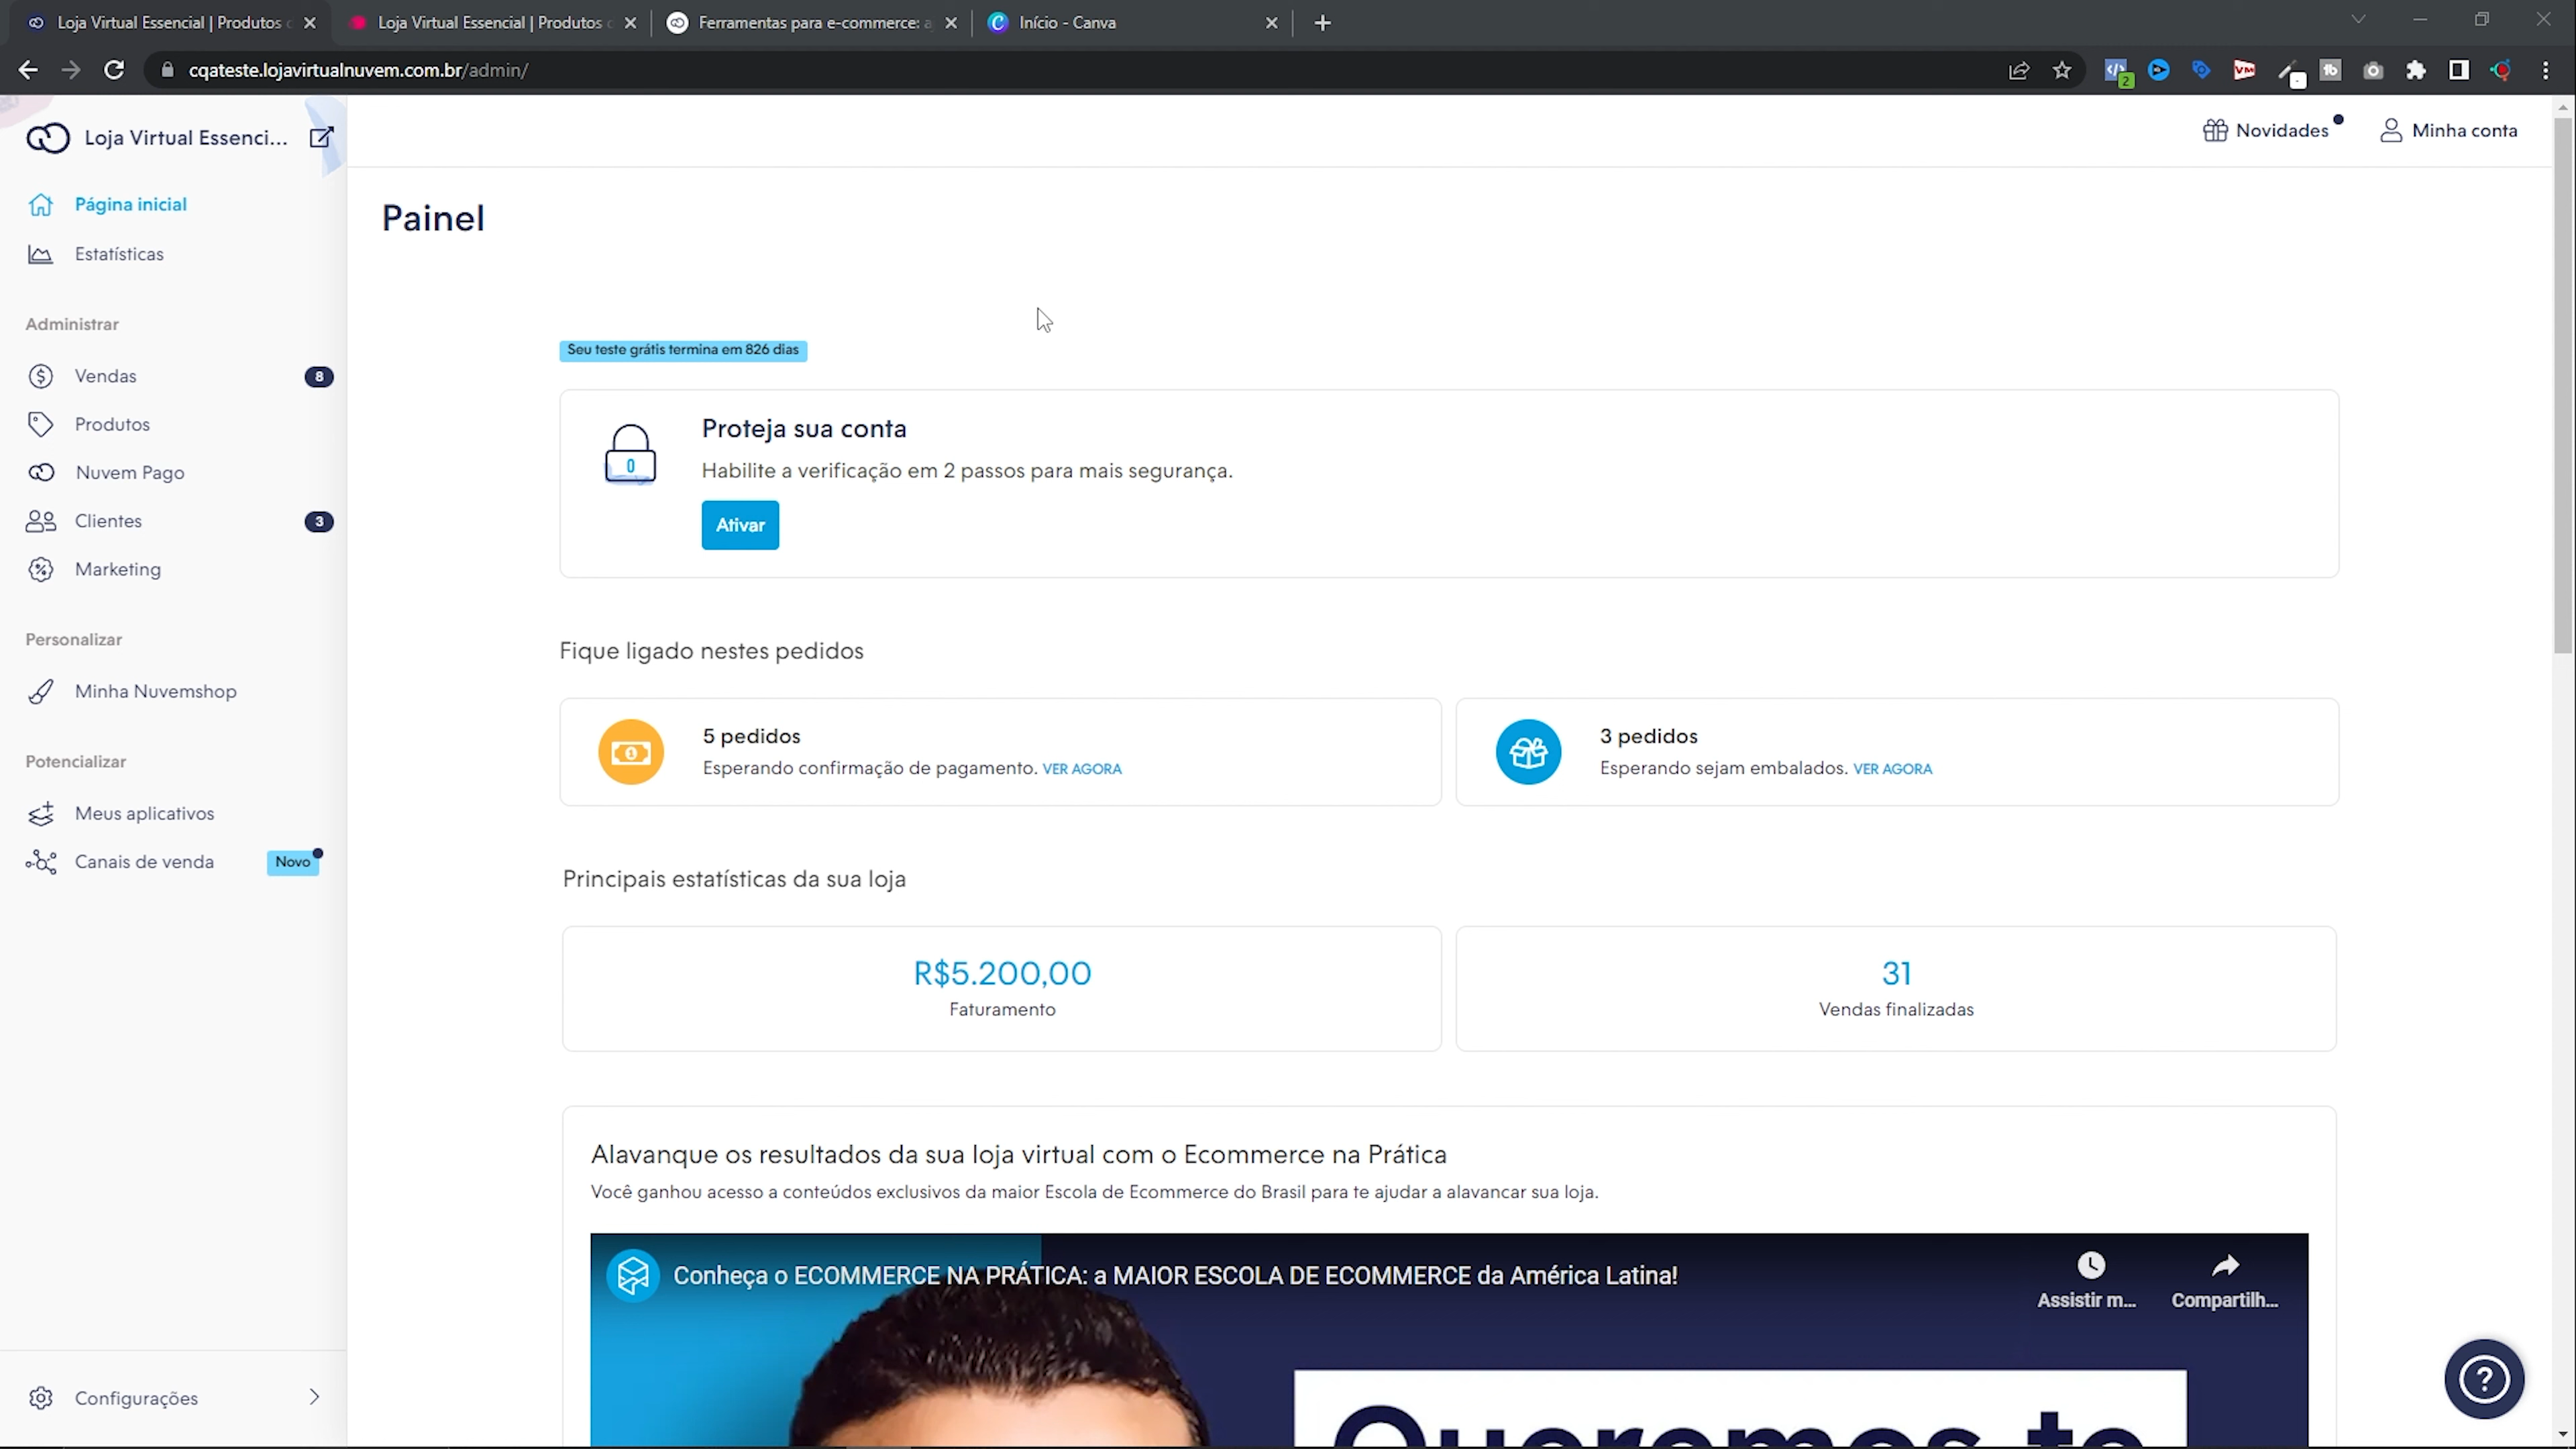 Loja Virtual Essencial | Produtos
Loja Virtual Essencial | Produtos
Ferramentas para e-commerce:
Início - Canva
cqateste.lojavirtualnuvem.com.br/admin/
2
VM
tb
Loja Virtual Essenci...
Novidades
Minha conta
Página inicial
Estatísticas
Administrar
Vendas
8
Produtos
Nuvem Pago
Clientes
3
Marketing
Personalizar
Minha Nuvemshop
Potencializar
Meus aplicativos
Canais de venda
Novo
Configurações
Painel
Seu teste grátis termina em 826 dias
Proteja sua conta
Habilite a verificação em 2 passos para mais segurança.
Ativar
Fique ligado nestes pedidos
5 pedidos
Esperando confirmação de pagamento. VER AGORA
3 pedidos
Esperando sejam embalados. VER AGORA
Principais estatísticas da sua loja
R$5.200,00
Faturamento
31
Vendas finalizadas
Alavanque os resultados da sua loja virtual com o Ecommerce na Prática
Você ganhou acesso a conteúdos exclusivos da maior Escola de Ecommerce do Brasil para te ajudar a alavancar sua loja.
Conheça o ECOMMERCE NA PRÁTICA: a MAIOR ESCOLA DE ECOMMERCE da América Latina!
Assistir m...
Compartilh...
Queremos te